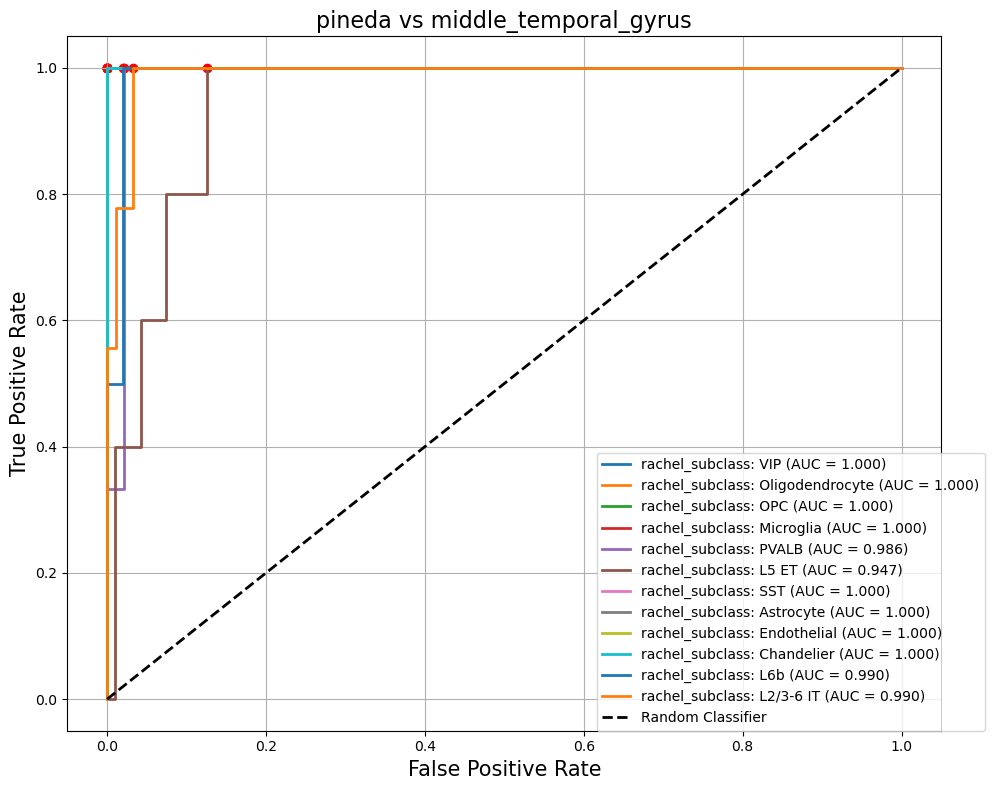 pineda vs middle_temporal_gyrus
True Positive Rate
1.0
0.8
0.6
0.4
0.2
0.0
rachel_subclass: VIP (AUC = 1.000)
rachel_subclass: Oligodendrocyte (AUC = 1.000)
rachel_subclass: OPC (AUC = 1.000)
rachel_subclass: Microglia (AUC = 1.000)
rachel_subclass: PVALB (AUC = 0.986)
rachel_subclass: L5 ET (AUC = 0.947)
rachel_subclass: SST (AUC = 1.000)
rachel_subclass: Astrocyte (AUC = 1.000)
rachel_subclass: Endothelial (AUC = 1.000)
rachel_subclass: Chandelier (AUC = 1.000)
rachel_subclass: L6b (AUC = 0.990)
rachel_subclass: L2/3-6 IT (AUC = 0.990)
Random Classifier
0.0 0.2 0.4 0.6 0.8 1.0
False Positive Rate